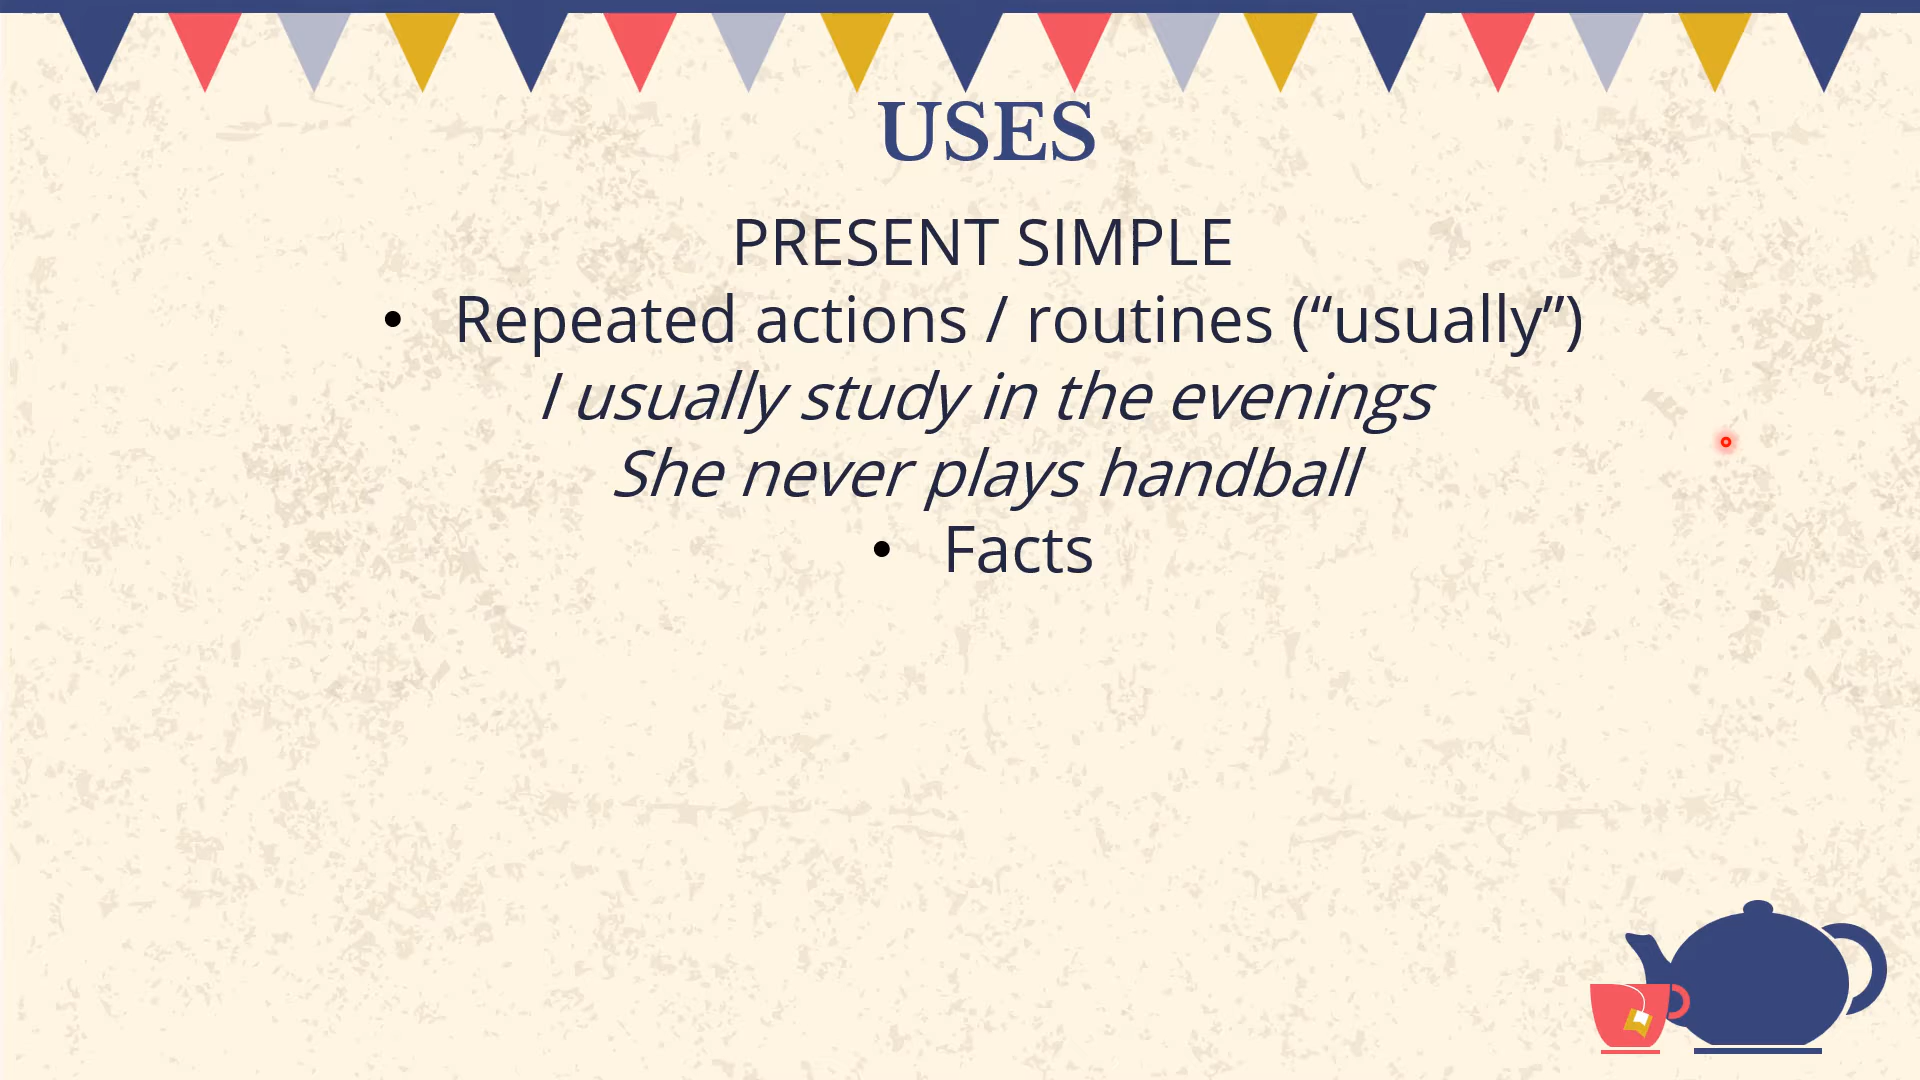 USES
PRESENT SIMPLE
• Repeated actions / routines (“usually”)
I usually study in the evenings
She never plays handball
• Facts